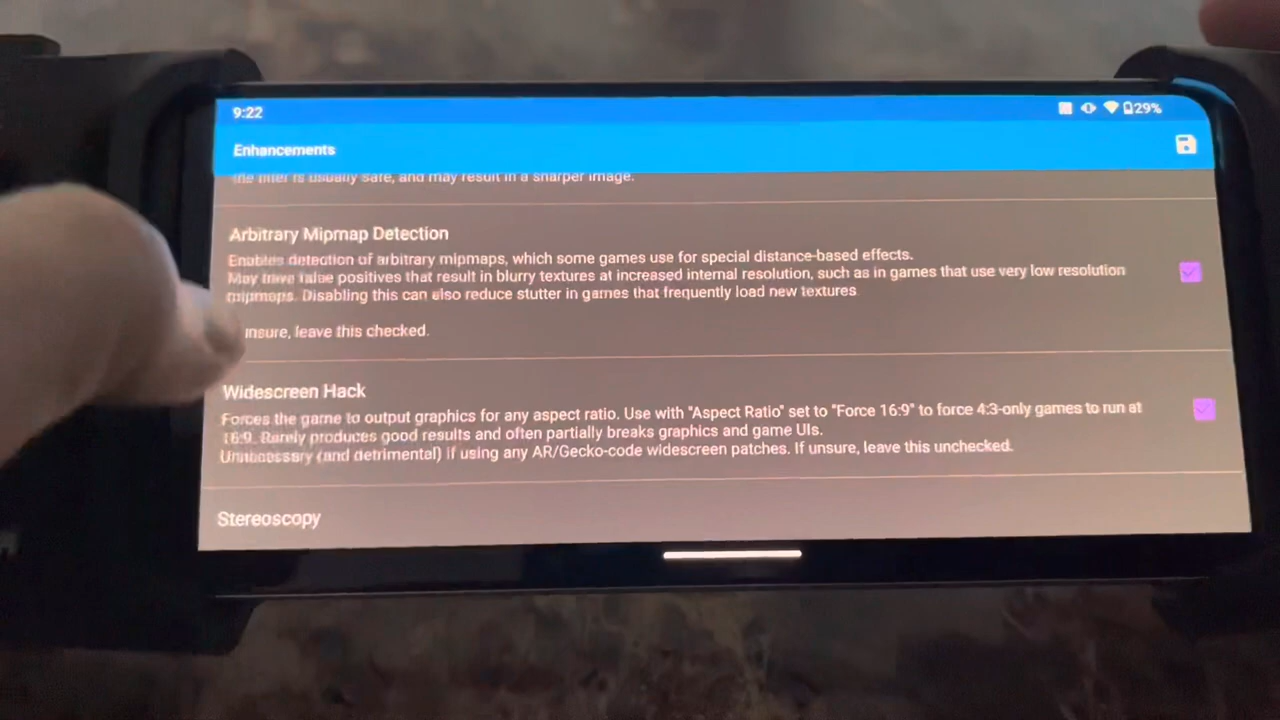 9:22
29%
Enhancements
the filter is usually safe, and may result in a sharper image.
Arbitrary Mipmap Detection
Enables detection of arbitrary mipmaps, which some games use for special distance-based effects.
May have false positives that result in blurry textures at increased internal resolution, such as in games that use very low resolution
mipmaps. Disabling this can also reduce stutter in games that frequently load new textures.
unsure, leave this checked.
Widescreen Hack
Forces the game to output graphics for any aspect ratio. Use with "Aspect Ratio" set to "Force 16:9" to force 4:3-only games to run at
16:9. Rarely produces good results and often partially breaks graphics and game UIs.
Unnecessary (and detrimental) if using any AR/Gecko-code widescreen patches. If unsure, leave this unchecked.
Stereoscopy